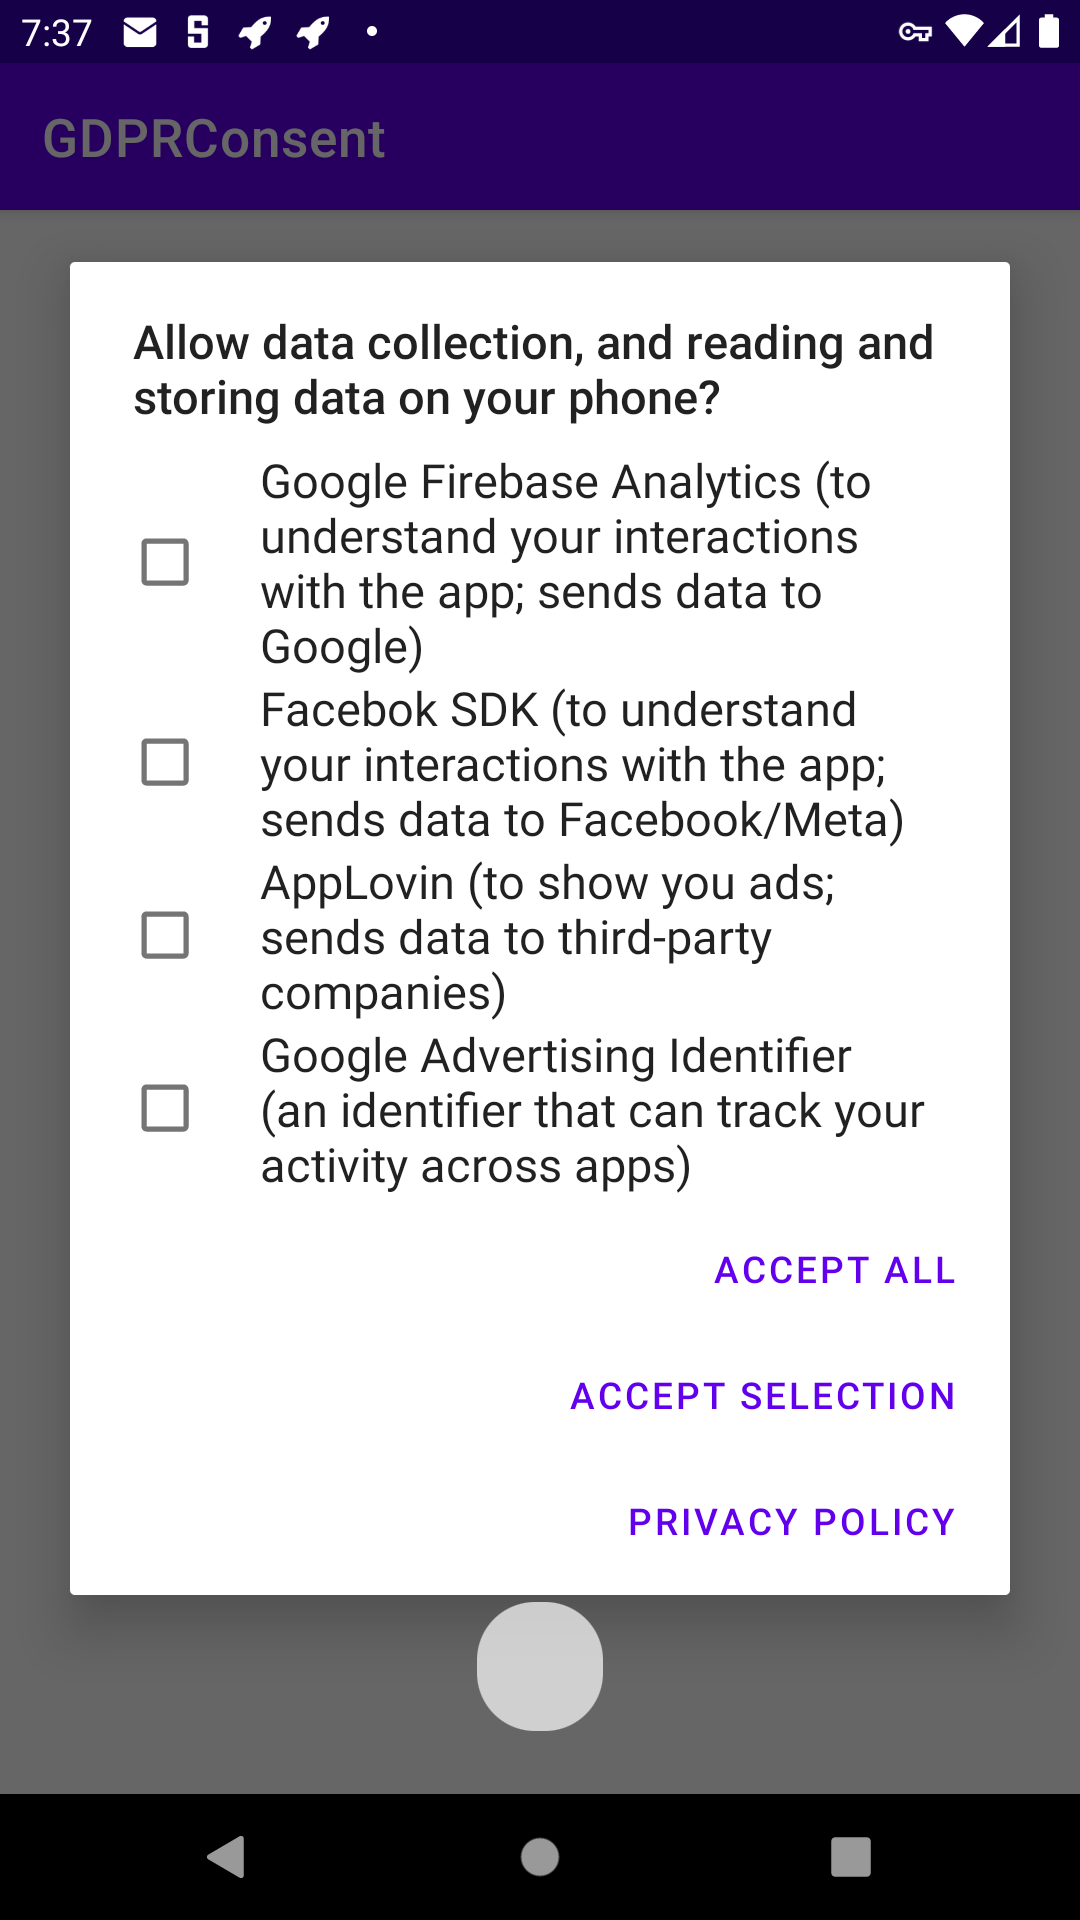 7:37
GDPRConsent
Allow data collection, and reading and
storing data on your phone?
Google Firebase Analytics (to
understand your interactions
with the app; sends data to
Google)
Facebok SDK (to understand
your interactions with the app;
sends data to Facebook/Meta)
AppLovin (to show you ads;
sends data to third-party
companies)
Google Advertising Identifier
(an identifier that can track your
activity across apps)
ACCEPT ALL
ACCEPT SELECTION
PRIVACY POLICY